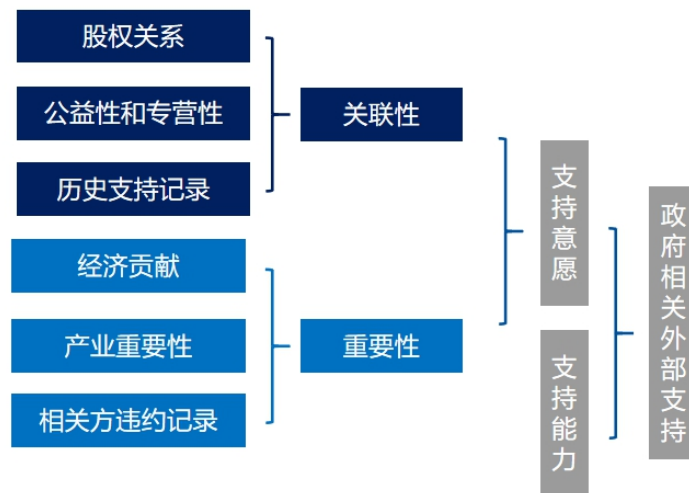 股权关系
公益性和专营性
历史支持记录
关联性
经济贡献
产业重要性
相关方违约记录
重要性
支持意愿
支持能力
政府相关外部支持